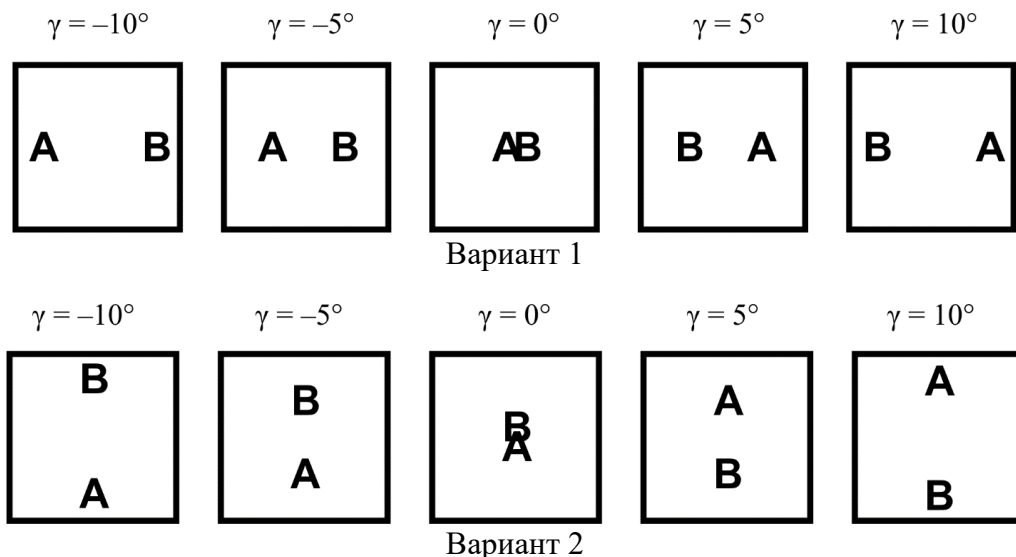 γ = –10° γ = –5° γ = 0° γ = 5° γ = 10°
A B A B AB B A B A
Вариант 1
γ = –10° γ = –5° γ = 0° γ = 5° γ = 10°
B B B A A
A A A B B
Вариант 2